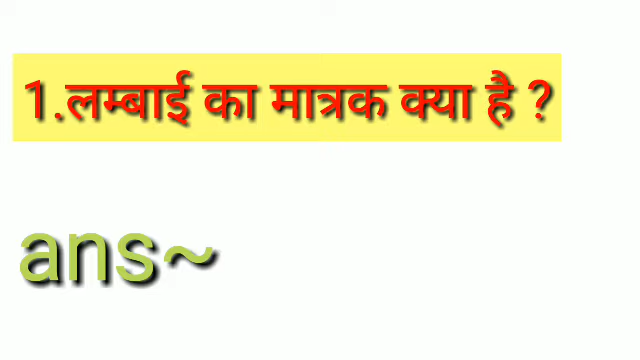 1.लम्बाई का मात्रक क्या है ?
ans~